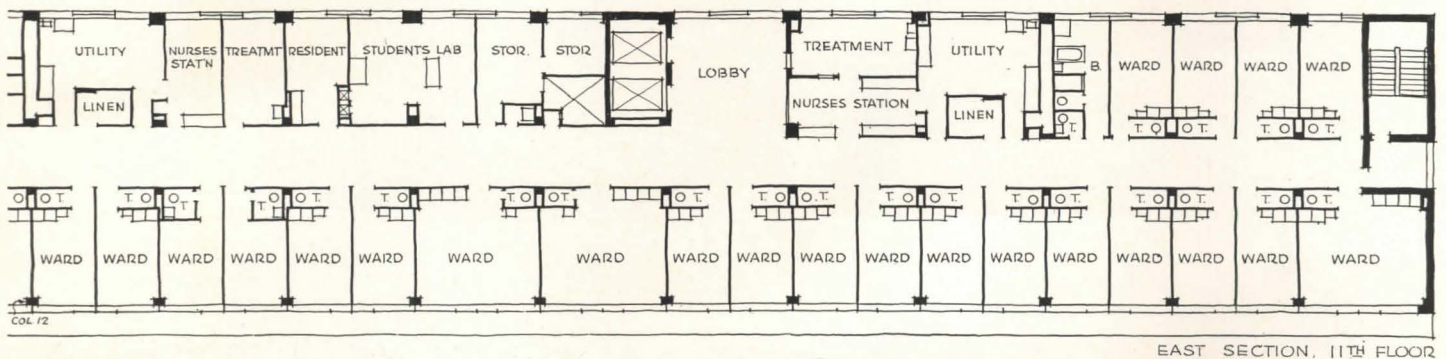 UTILITY
NURSES STAT'N
TREATMT
RESIDENT
STUDENTS LAB
STOR.
STOR
LOBBY
TREATMENT
UTILITY
B.
WARD WARD WARD WARD
LINEN
NURSES STATION
LINEN
T.
T. T. T. T.
T. T. T. T. T. T. T. T. T. T. T. T. T. T. T. T. T. T. T.
WARD WARD WARD WARD WARD WARD WARD WARD WARD WARD WARD WARD WARD WARD WARD WARD WARD WARD WARD
COL 12
EAST SECTION, 11TH FLOOR